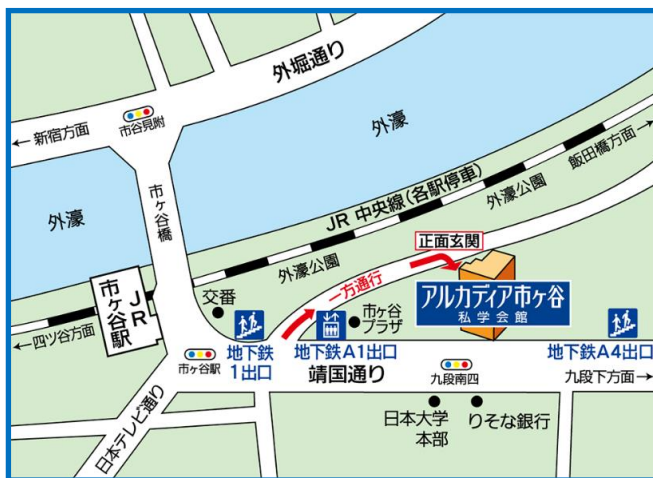 外堀通り
←新宿方面
市谷見附
外濠
飯田橋方面→
外濠
市ヶ谷橋
JR 中央線(各駅停車)
外濠公園
正面玄関
外濠公園
一方通行
アルカディア市ヶ谷
私学会館
JR
市ヶ谷駅
交番
市ヶ谷
プラザ
←四ツ谷方面
地下鉄
1出口
地下鉄A1出口
地下鉄A4出口
市ヶ谷駅
靖国通り
九段南四
九段下方面→
日本テレビ通り
日本大学
本部
りそな銀行